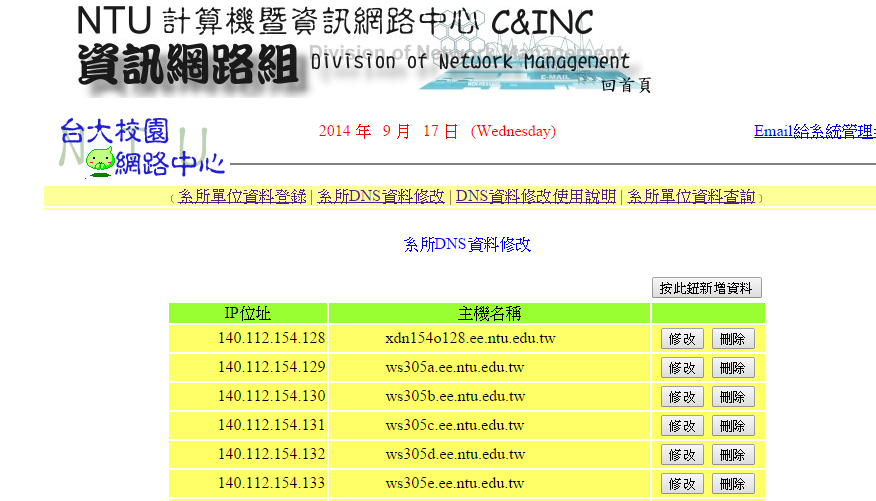 NTU 計算機暨資訊網路中心 C&INC
Division of Network Management
資訊網路組 Division of Network Management
E-MAIL
回首頁
台大校園
NTU
網路中心
2014 年 9 月 17 日 (Wednesday)
Email給系統管理
( 系所單位資料登錄 | 系所DNS資料修改 | DNS資料修改使用說明 | 系所單位資料查詢 )
系所DNS資料修改
按此鈕新增資料
IP位址 主機名稱
140.112.154.128 xdn154o128.ee.ntu.edu.tw 修改 刪除
140.112.154.129 ws305a.ee.ntu.edu.tw 修改 刪除
140.112.154.130 ws305b.ee.ntu.edu.tw 修改 刪除
140.112.154.131 ws305c.ee.ntu.edu.tw 修改 刪除
140.112.154.132 ws305d.ee.ntu.edu.tw 修改 刪除
140.112.154.133 ws305e.ee.ntu.edu.tw 修改 刪除